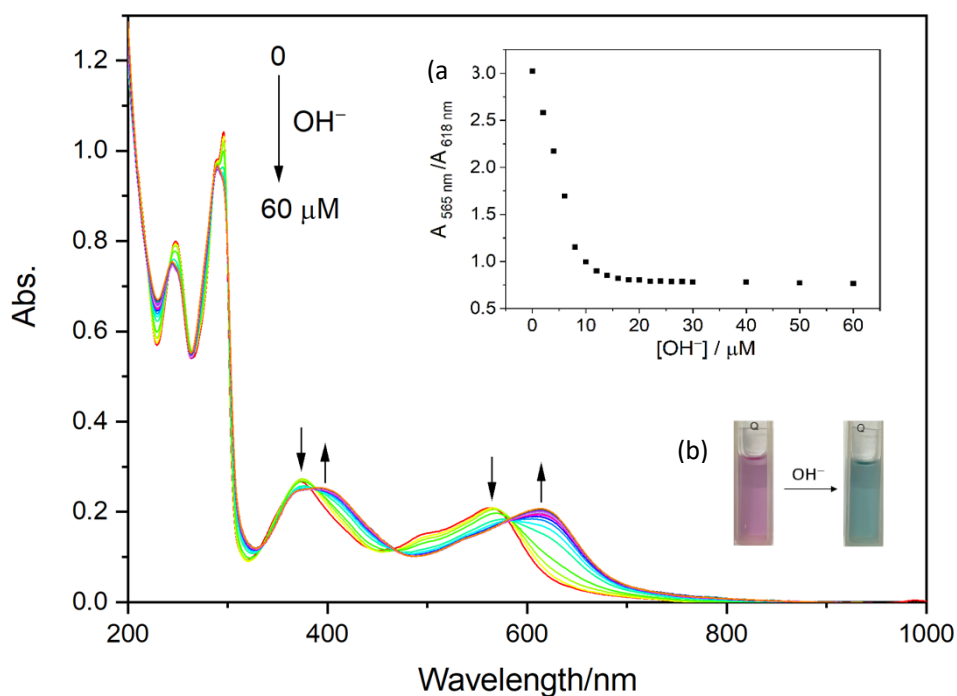 Abs.
1.2
1.0
0.8
0.6
0.4
0.2
0.0
200
400
600
800
1000
Wavelength/nm
0
OH⁻
60 μM
(a
A 565 nm /A 618 nm
3.0
2.5
2.0
1.5
1.0
0.5
0
10
20
30
40
50
60
[OH⁻] / μM
(b)
Q
OH⁻
Q